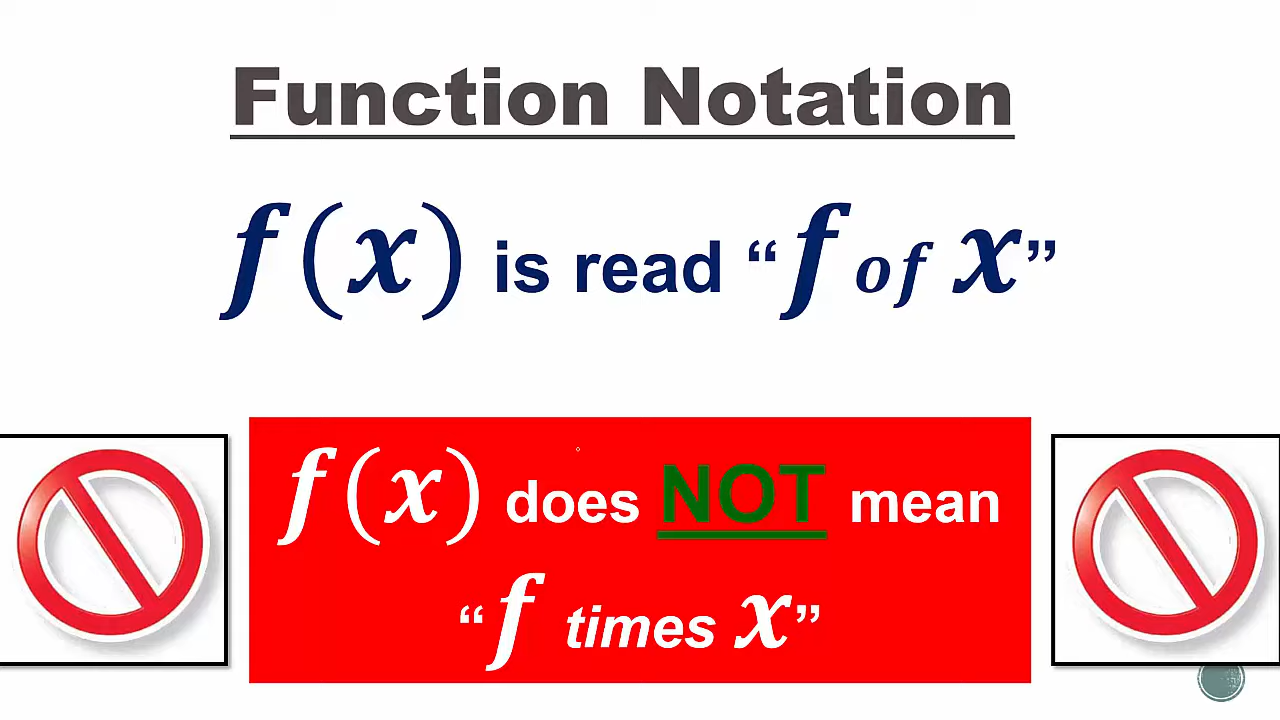 Function Notation
f(x) is read “f of x”
f(x) does NOT mean
“f times x”